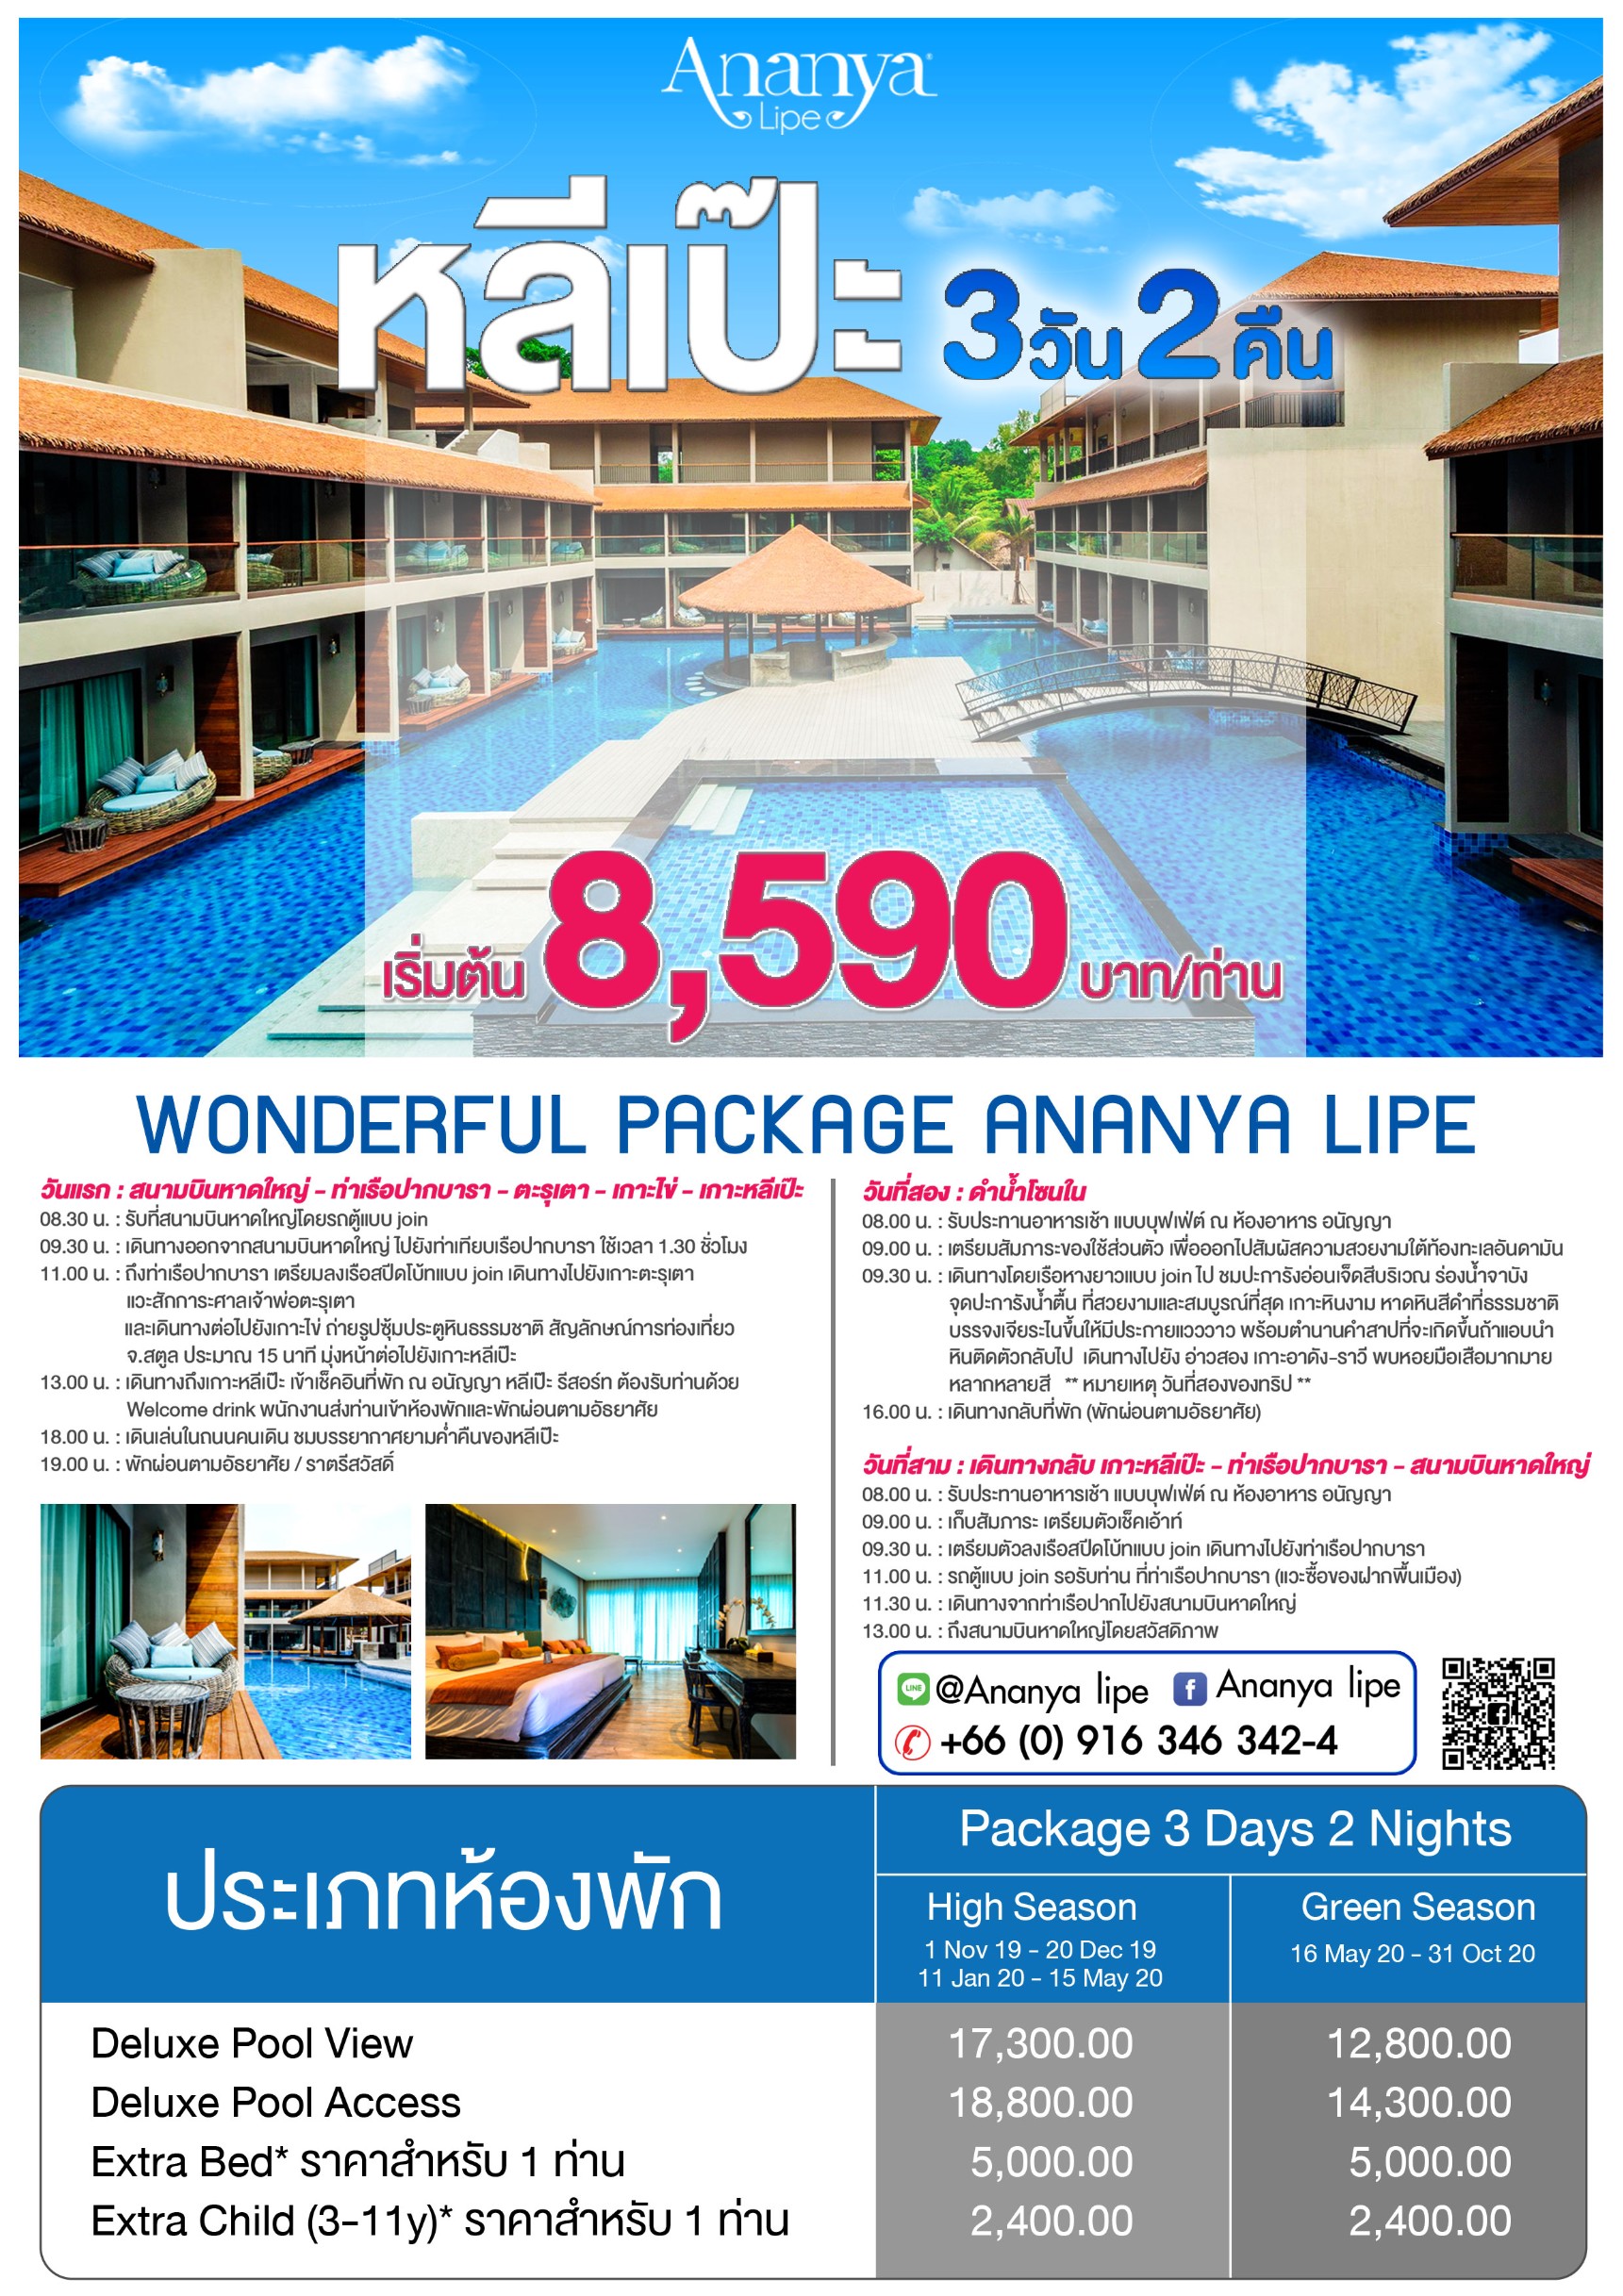 Ananya
Lipe
หลีเป๊ะ 3วัน 2คืน
เริ่มต้น 8,590 บาท/ท่าน
WONDERFUL PACKAGE ANANYA LIPE
วันแรก : สนามบินหาดใหญ่ - ท่าเรือปากบารา - ตะรุเตา - เกาะไข่ - เกาะหลีเป๊ะ
08.30 น. : รับที่สนามบินหาดใหญ่โดยรถตู้แบบ join
09.30 น. : เดินทางออกจากสนามบินหาดใหญ่ ไปยังท่าเทียบเรือปากบารา ใช้เวลา 1.30 ชั่วโมง
11.00 น. : ถึงท่าเรือปากบารา เตรียมลงเรือสปีดโบ้ทแบบ join เดินทางไปยังเกาะตะรุเตา
แวะสักการะศาลเจ้าพ่อตะรุเตา
และเดินทางต่อไปยังเกาะไข่ ถ่ายรูปซุ้มประตูหินธรรมชาติ สัญลักษณ์การท่องเที่ยว
จ.สตูล ประมาณ 15 นาที มุ่งหน้าต่อไปยังเกาะหลีเป๊ะ
13.00 น. : เดินทางถึงเกาะหลีเป๊ะ เข้าเช็คอินที่พัก ณ อนัญญา หลีเป๊ะ รีสอร์ท ต้องรับท่านด้วย
Welcome drink พนักงานส่งท่านเข้าห้องพักและพักผ่อนตามอัธยาศัย
18.00 น. : เดินเล่นในถนนคนเดิน ชมบรรยากาศยามค่ำคืนของหลีเป๊ะ
19.00 น. : พักผ่อนตามอัธยาศัย / ราตรีสวัสดิ์
วันที่สอง : ดำน้ำโซนใน
08.00 น. : รับประทานอาหารเช้า แบบบุฟเฟ่ต์ ณ ห้องอาหาร อนัญญา
09.00 น. : เตรียมสัมภาระของใช้ส่วนตัว เพื่อออกไปสัมผัสความสวยงามใต้ท้องทะเลอันดามัน
09.30 น. : เดินทางโดยเรือหางยาวแบบ join ไป ชมปะการังอ่อนเจ็ดสีบริเวณ ร่องน้ำจาบัง
จุดปะการังน้ำตื้น ที่สวยงามและสมบูรณ์ที่สุด เกาะหินงาม หาดหินสีดำที่ธรรมชาติ
บรรจงเจียระไนขึ้นให้มีประกายแวววาว พร้อมตำนานคำสาปที่จะเกิดขึ้นถ้าแอบนำ
หินติดตัวกลับไป เดินทางไปยัง อ่าวสอง เกาะอาดัง-ราวี พบหอยมือเสือมากมาย
หลากหลายสี ** หมายเหตุ วันที่สองของทริป **
16.00 น. : เดินทางกลับที่พัก (พักผ่อนตามอัธยาศัย)
วันที่สาม : เดินทางกลับ เกาะหลีเป๊ะ - ท่าเรือปากบารา - สนามบินหาดใหญ่
08.00 น. : รับประทานอาหารเช้า แบบบุฟเฟ่ต์ ณ ห้องอาหาร อนัญญา
09.00 น. : เก็บสัมภาระ เตรียมตัวเช็คเอ้าท์
09.30 น. : เตรียมตัวลงเรือสปีดโบ้ทแบบ join เดินทางไปยังท่าเรือปากบารา
11.00 น. : รถตู้แบบ join รอรับท่าน ที่ท่าเรือปากบารา (แวะซื้อของฝากพื้นเมือง)
11.30 น. : เดินทางจากท่าเรือปากไปยังสนามบินหาดใหญ่
13.00 น. : ถึงสนามบินหาดใหญ่โดยสวัสดิภาพ
LINE @Ananya lipe f Ananya lipe
+66 (0) 916 346 342-4
ประเภทห้องพัก
Package 3 Days 2 Nights
High Season
1 Nov 19 - 20 Dec 19
11 Jan 20 - 15 May 20
Green Season
16 May 20 - 31 Oct 20
Deluxe Pool View 17,300.00 12,800.00
Deluxe Pool Access 18,800.00 14,300.00
Extra Bed* ราคาสำหรับ 1 ท่าน 5,000.00 5,000.00
Extra Child (3-11y)* ราคาสำหรับ 1 ท่าน 2,400.00 2,400.00